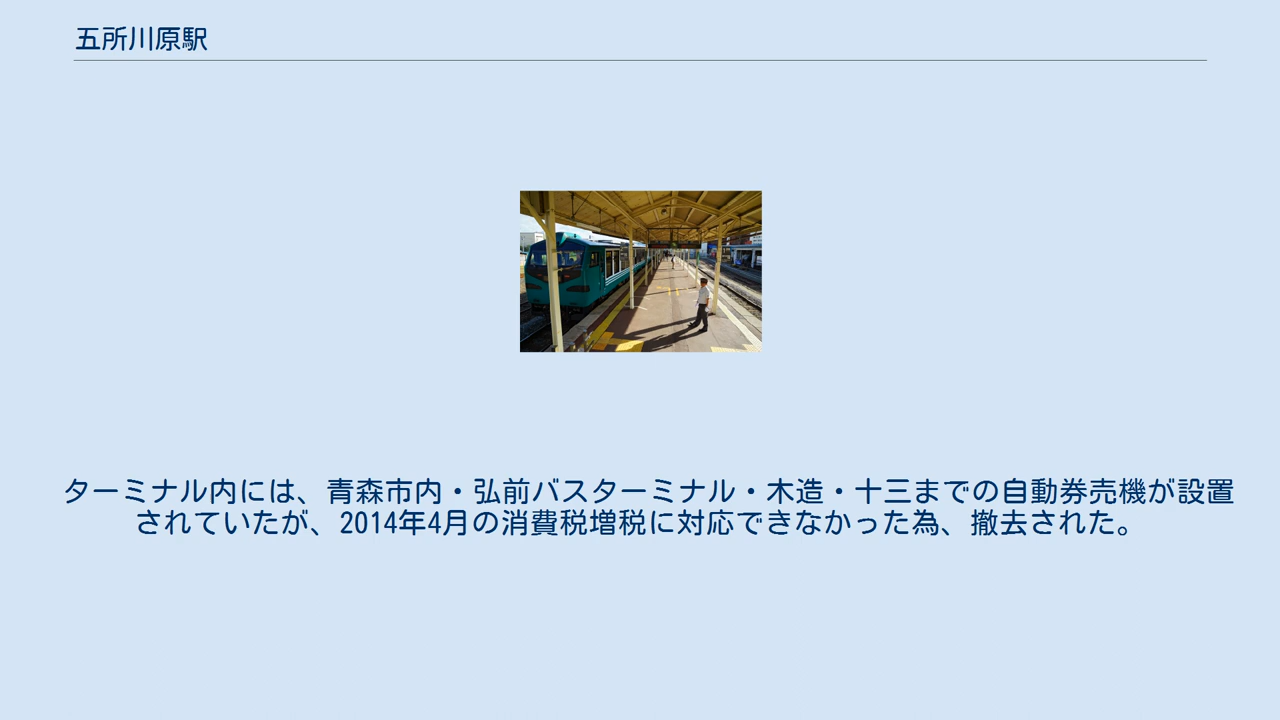 五所川原駅
ターミナル内には、青森市内・弘前バスターミナル・木造・十三までの自動券売機が設置
されていたが、2014年4月の消費税増税に対応できなかった為、撤去された。